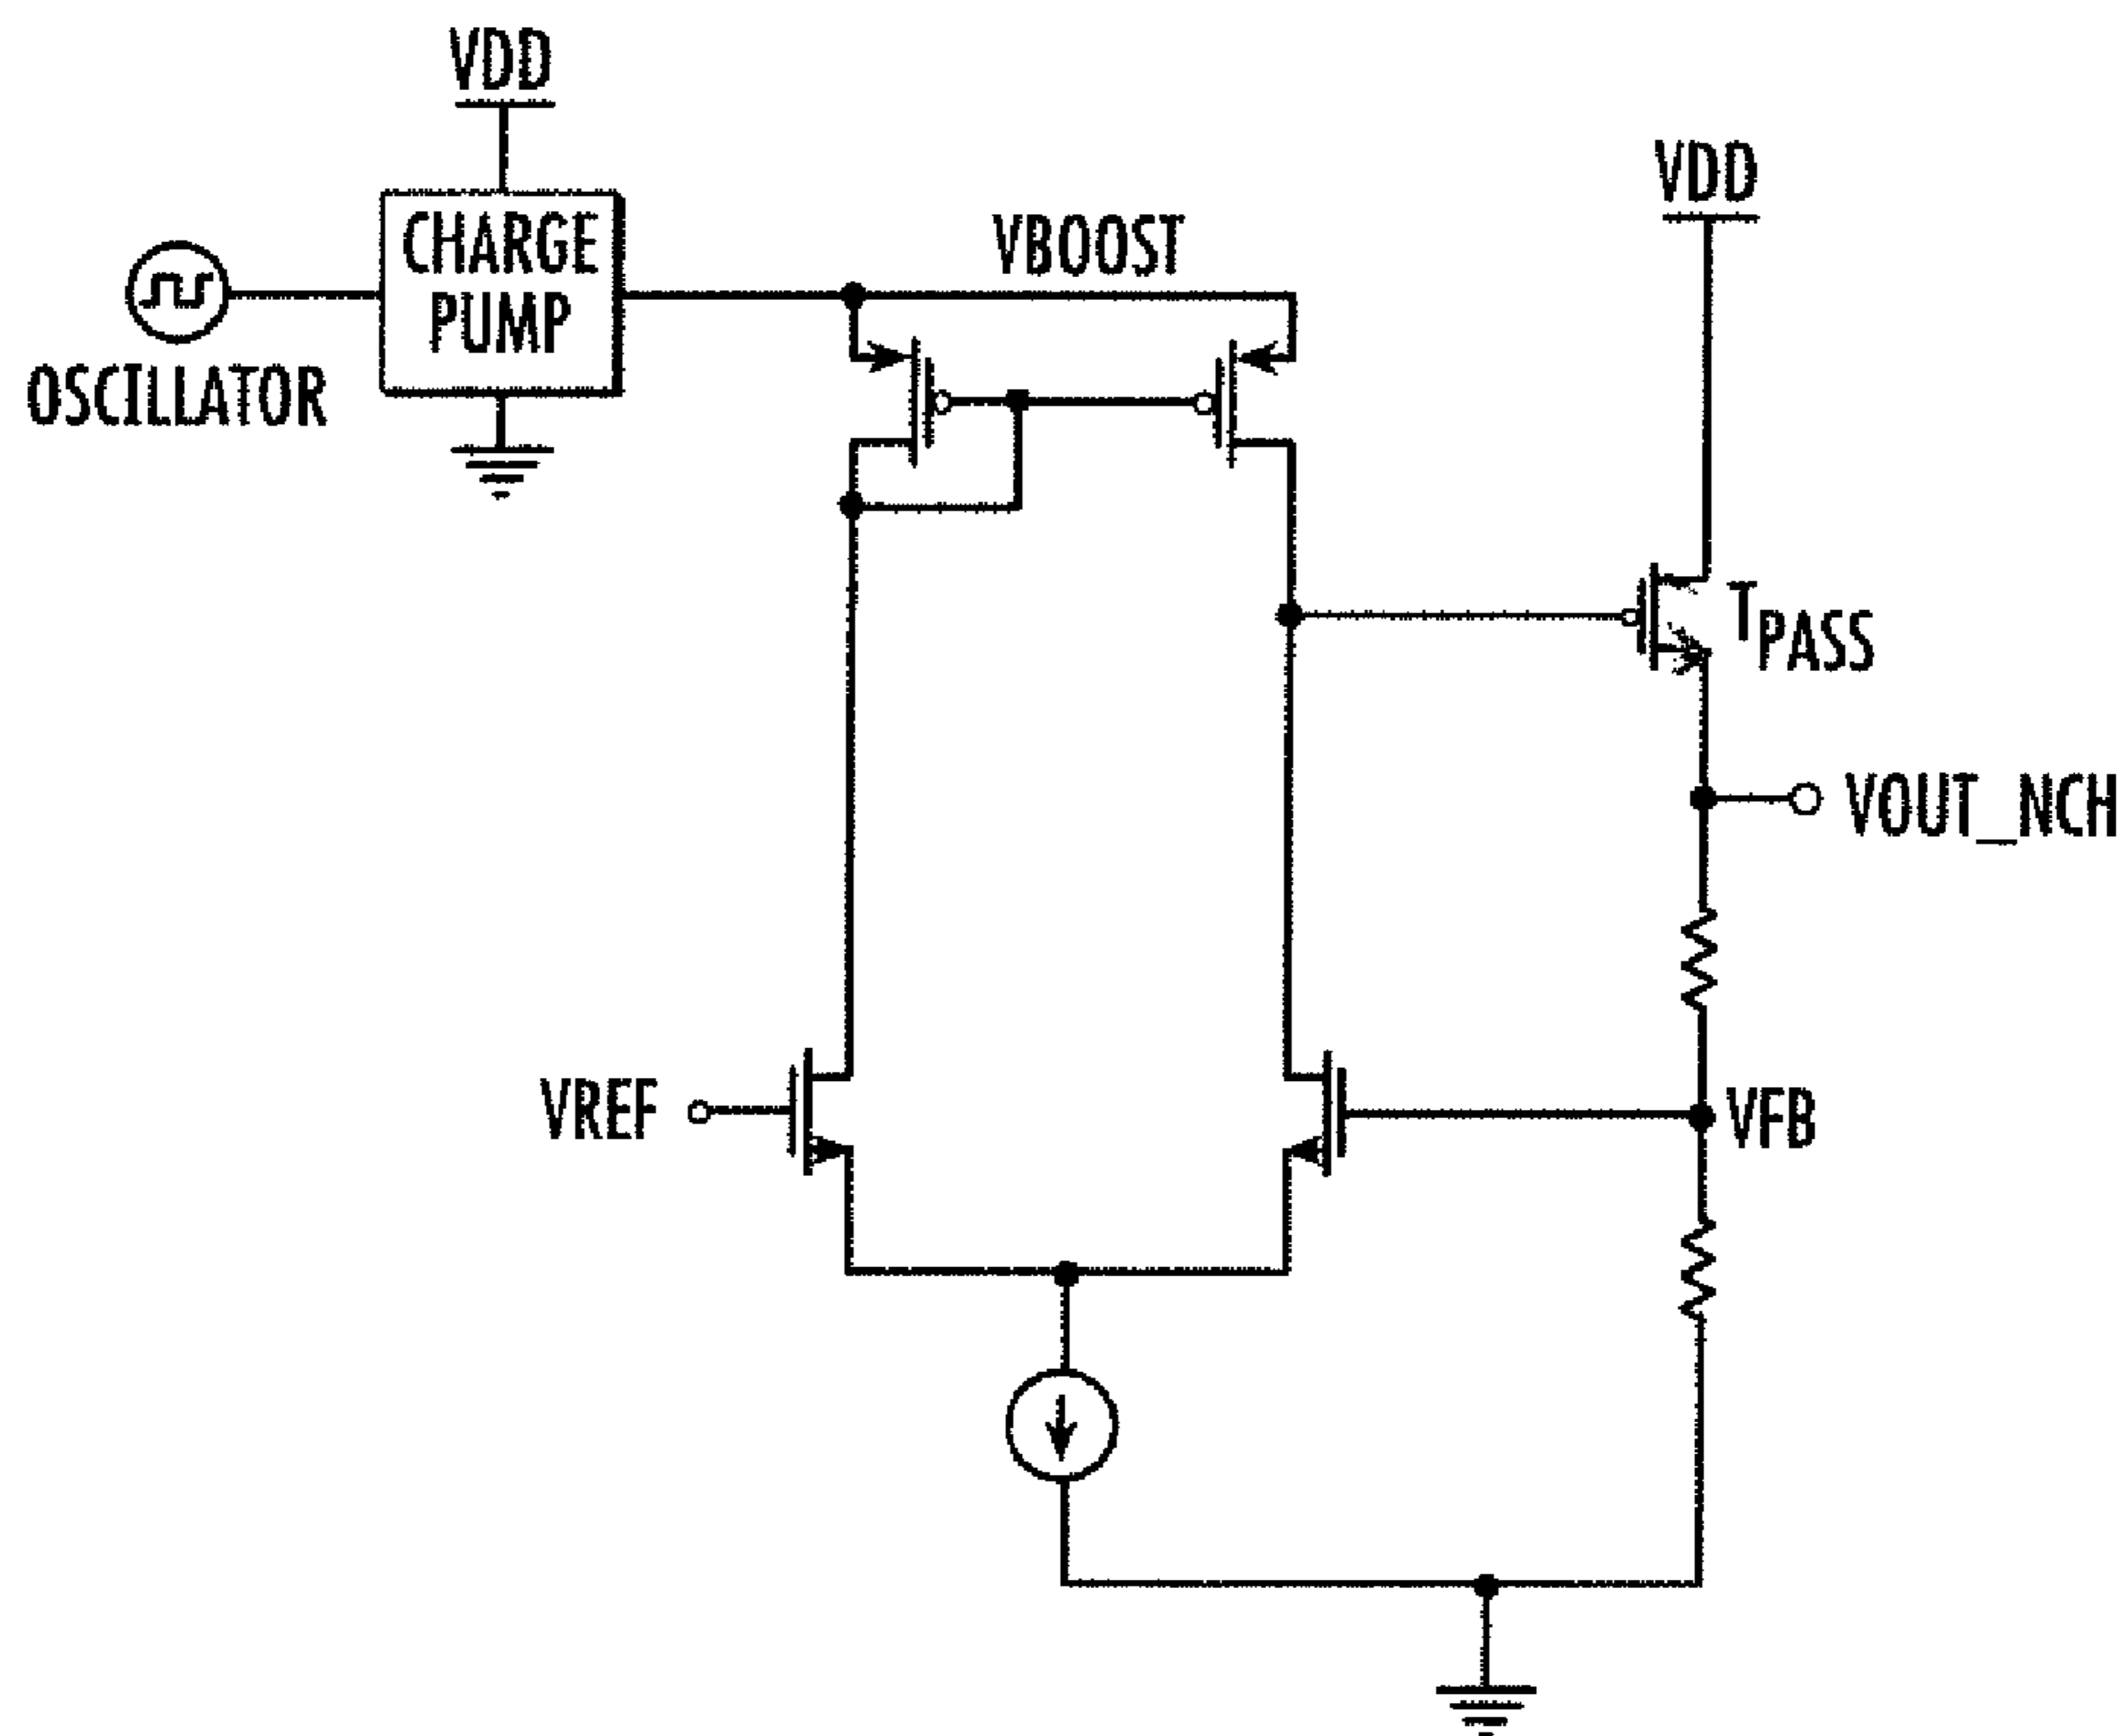 VDD
CHARGE
PUMP
OSCILLATOR
VBOOST
VDD
TPASS
VOUT_NCH
VREF
VFB